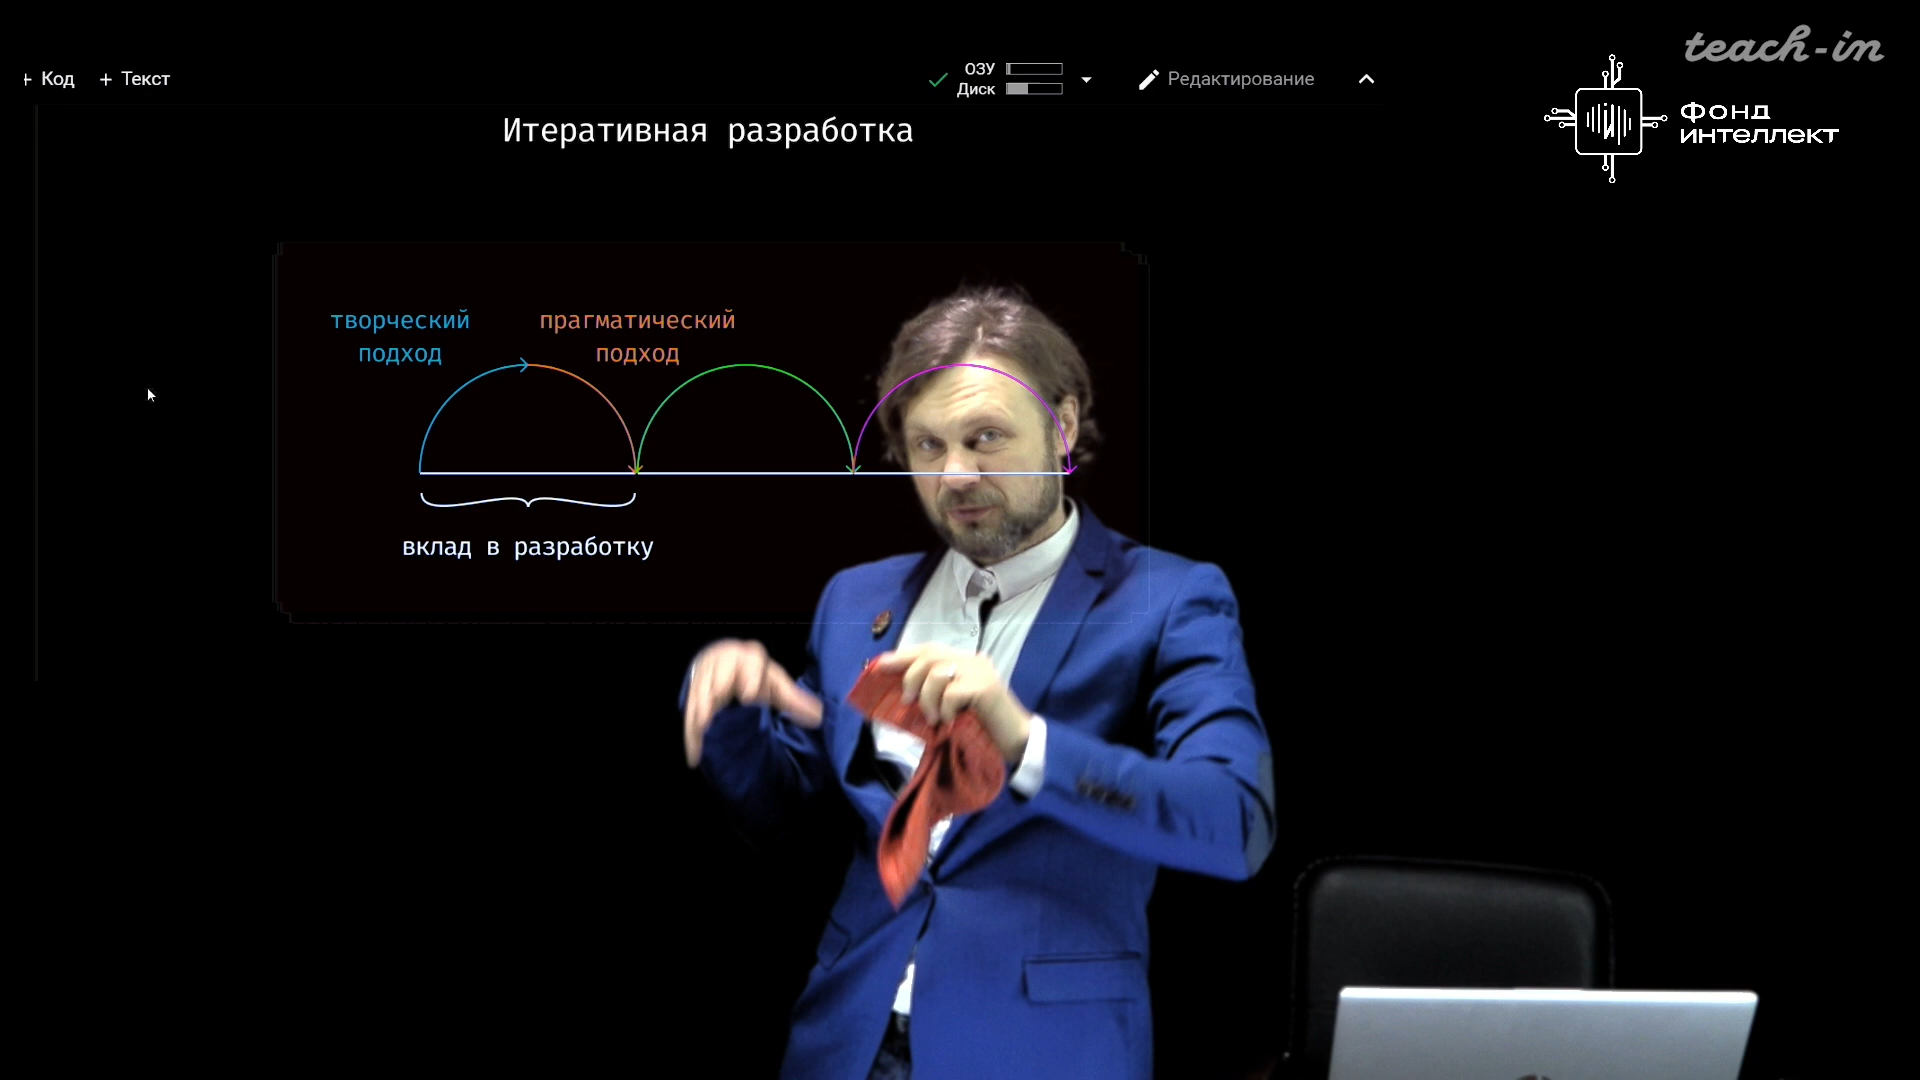 teach-in
+ Код + Текст
ОЗУ
Диск
Редактирование
Фонд
интеллект
Итеративная разработка
творческий
подход
прагматический
подход
вклад в разработку